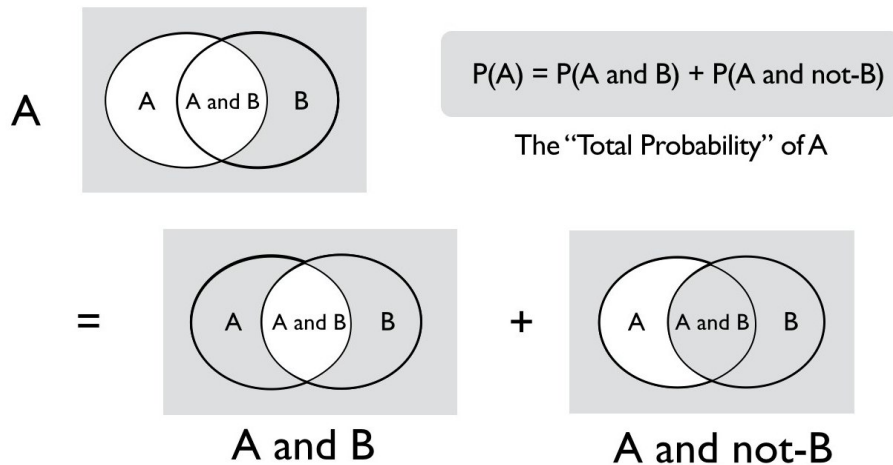 A
A
A and B
B
P(A) = P(A and B) + P(A and not-B)
The “Total Probability” of A
=
A
A and B
B
+
A
A and B
B
A and B
A and not-B